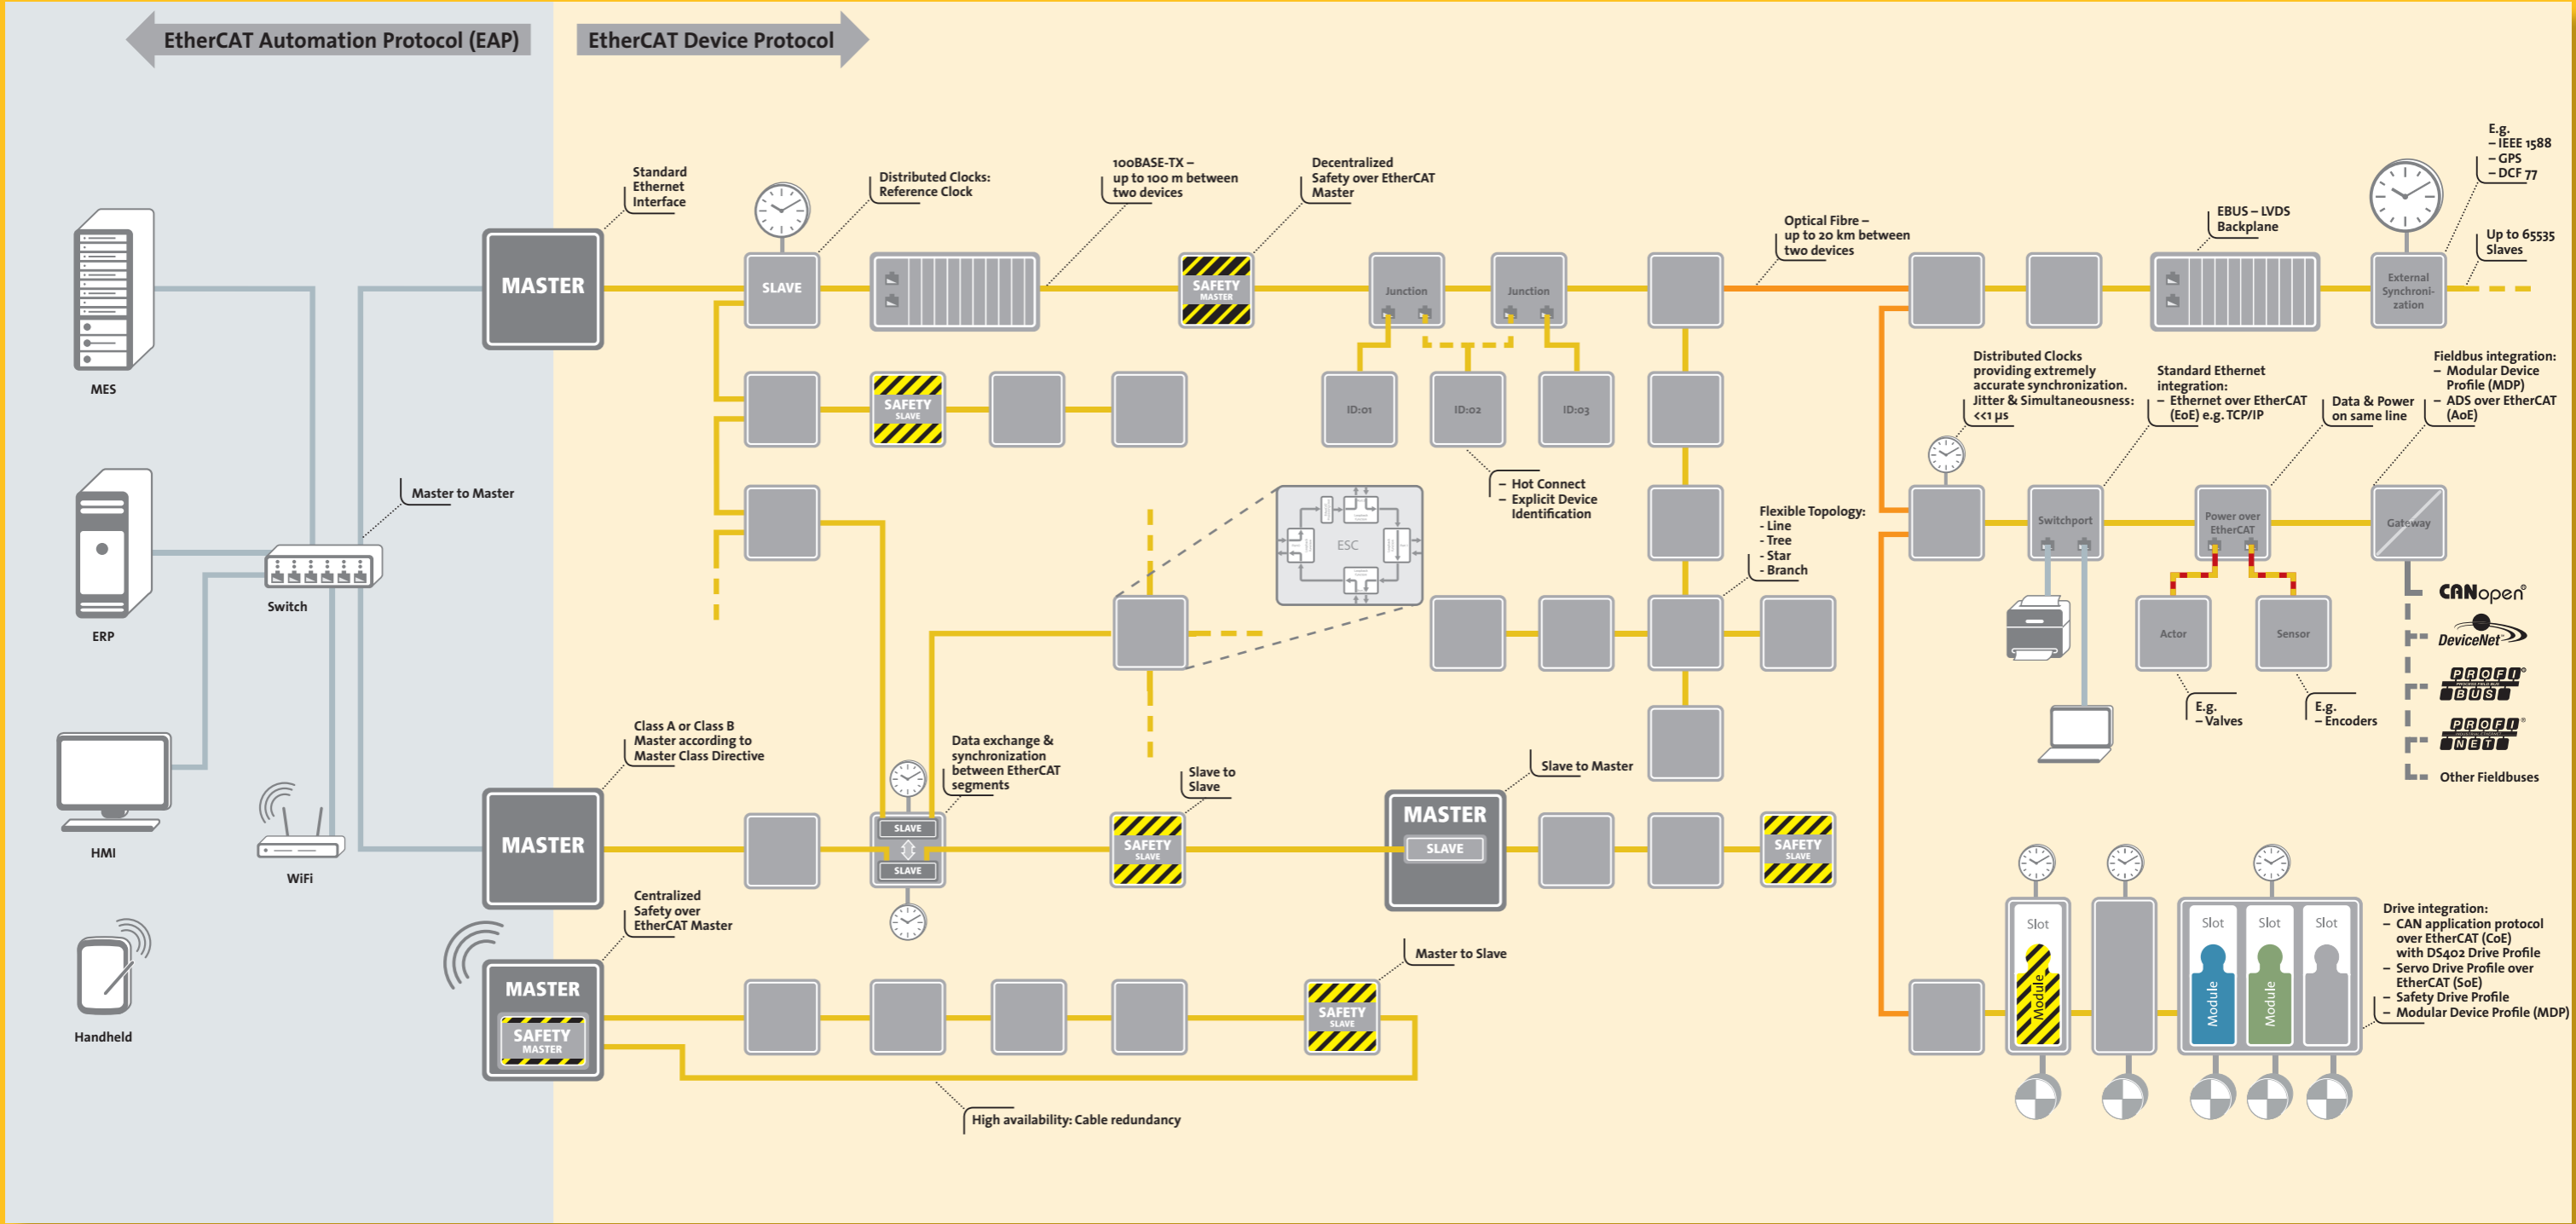 EtherCAT Automation Protocol (EAP)
EtherCAT Device Protocol
MES
ERP
HMI
Handheld
Switch
WiFi
Master to Master
Standard
Ethernet
Interface
MASTER
SLAVE
Distributed Clocks:
Reference Clock
100BASE-TX –
up to 100 m between
two devices
Decentralized
Safety over EtherCAT
Master
SAFETY
MASTER
Junction
Junction
ID:01
ID:02
ID:03
– Hot Connect
– Explicit Device
Identification
SAFETY
SLAVE
ESC
Optical Fibre –
up to 20 km between
two devices
EBUS – LVDS
Backplane
E.g.
– IEEE 1588
– GPS
– DCF 77
Up to 65535
Slaves
External
Synchroni-
zation
Flexible Topology:
- Line
- Tree
- Star
- Branch
Distributed Clocks
providing extremely
accurate synchronization.
Jitter & Simultaneousness:
<<1 µs
Standard Ethernet
integration:
– Ethernet over EtherCAT
(EoE) e.g. TCP/IP
Data & Power
on same line
Fieldbus integration:
– Modular Device
Profile (MDP)
– ADS over EtherCAT
(AoE)
Switchport
Power over
EtherCAT
Gateway
Actor
Sensor
E.g.
– Valves
E.g.
– Encoders
CANopen®
DeviceNet™
PROFI®
PROCESS FIELD BUS
BUS
PROFI®
INDUSTRIAL ETHERNET
NET
Other Fieldbuses
Class A or Class B
Master according to
Master Class Directive
MASTER
Data exchange &
synchronization
between EtherCAT
segments
SLAVE
SLAVE
Slave to
Slave
SAFETY
SLAVE
Slave to Master
MASTER
SLAVE
SAFETY
SLAVE
Centralized
Safety over
EtherCAT Master
MASTER
SAFETY
MASTER
Master to Slave
SAFETY
SLAVE
High availability: Cable redundancy
Slot
Module
Slot
Module
Slot
Module
Slot
Drive integration:
– CAN application protocol
over EtherCAT (CoE)
with DS402 Drive Profile
– Servo Drive Profile over
EtherCAT (SoE)
– Safety Drive Profile
– Modular Device Profile (MDP)